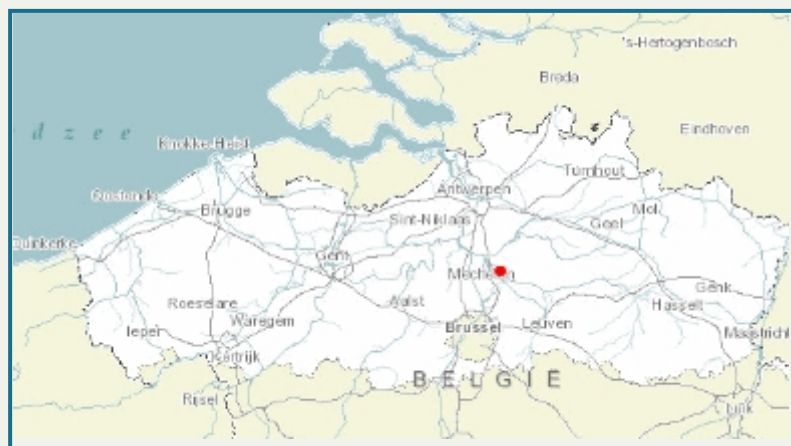 's-Hertogenbosch
Breda
d z e e
Eindhoven
Knokke-Heist
Turnhout
Antwerpen
Oostende
Mol
Brugge
Sint-Niklaas
Geel
Duinkerke
Gent
Mechelen
Genk
Roeselare
Aalst
Hasselt
Waregem
Ieper
Brussel
Leuven
Maastricht
Kortrijk
BELGIË
Rijsel
Luik